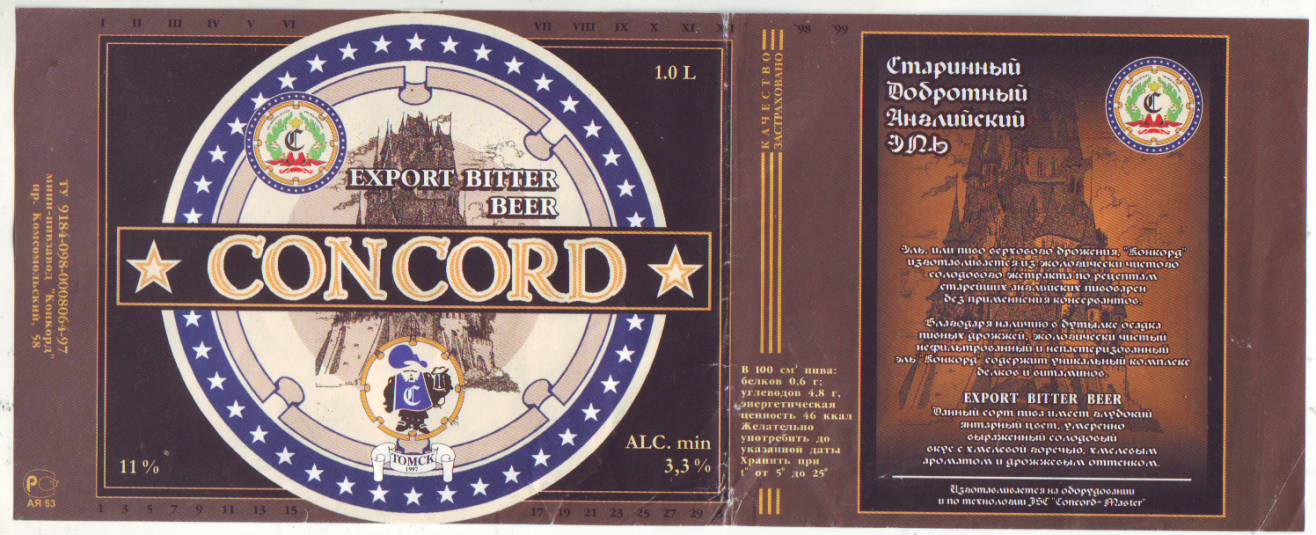 I II III IV V VI VII VIII IX X XI '98 '99
ТУ 9184-098-0008064-97
мини-пивзавод "Конкорд"
пр. Комсомольский, 58
РС
АЯ 53
1.0 L
C
EXPORT BITTER
BEER
CONCORD
C
ТОМСК
1997
11 %
ALC. min
3,3 %
1 3 5 7 9 11 13 15 17 19 21 23 25 27 29
КАЧЕСТВО
ЗАСТРАХОВАНО
В 100 см³ пива:
белков 0,6 г;
углеводов 4,8 г,
энергетическая
ценность 46 ккал
Желательно
употребить до
указанной даты
Хранить при
t° от 5° до 25°
Старинный
Добротный
Английский
ЭЛЬ
C
Эль, или пиво верхового брожения, "Конкорд"
изготавливается из экологически чистого
солодового экстракта по рецептам
старейших английских пивоварен
без применения консервантов.
Благодаря наличию в бутылке осадка
пивных дрожжей, экологически чистый
нефильтрованный и непастеризованный
эль "Конкорд" содержит уникальный комплекс
белков и витаминов
EXPORT BITTER BEER
Данный сорт пива имеет глубокий
янтарный цвет, умеренно
выраженный солодовый
вкус с хмелевой горечью, хмелевым
ароматом и дрожжевым оттенком.
Изготавливается на оборудовании
и по технологии JSC "Concord-Master"